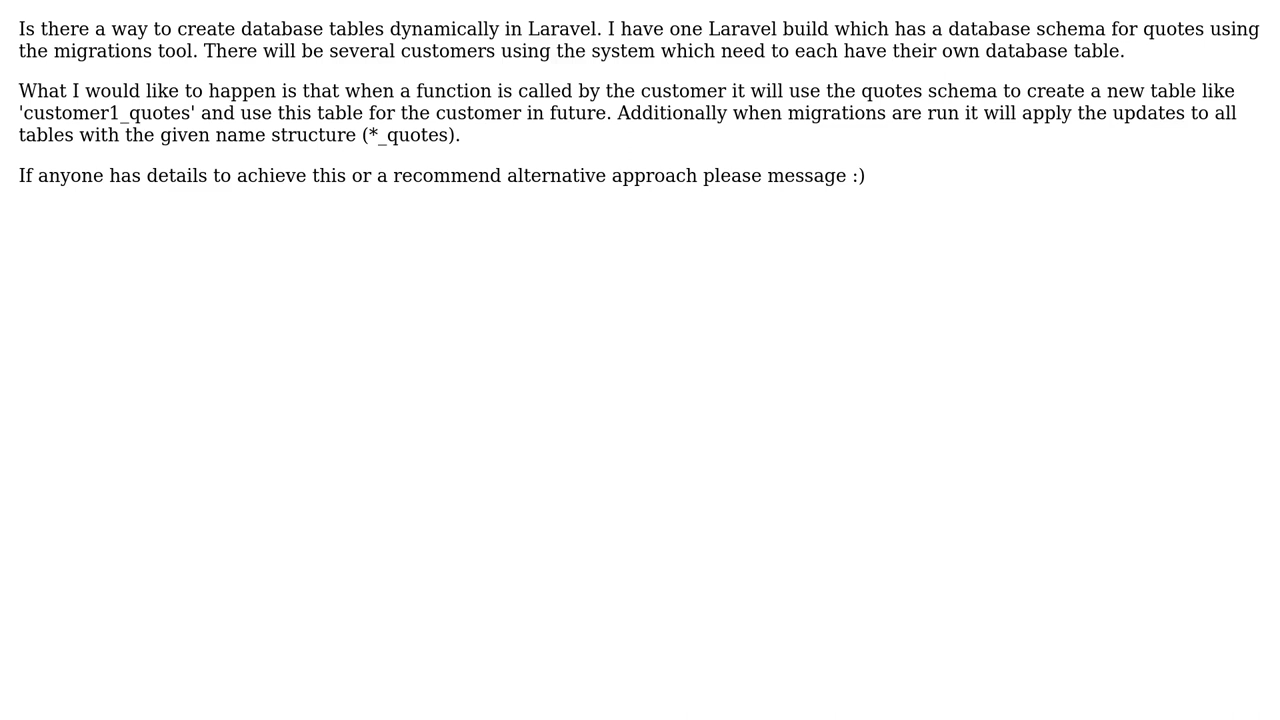 Is there a way to create database tables dynamically in Laravel. I have one Laravel build which has a database schema for quotes using
the migrations tool. There will be several customers using the system which need to each have their own database table.
What I would like to happen is that when a function is called by the customer it will use the quotes schema to create a new table like
'customer1_quotes' and use this table for the customer in future. Additionally when migrations are run it will apply the updates to all
tables with the given name structure (*_quotes).
If anyone has details to achieve this or a recommend alternative approach please message :)